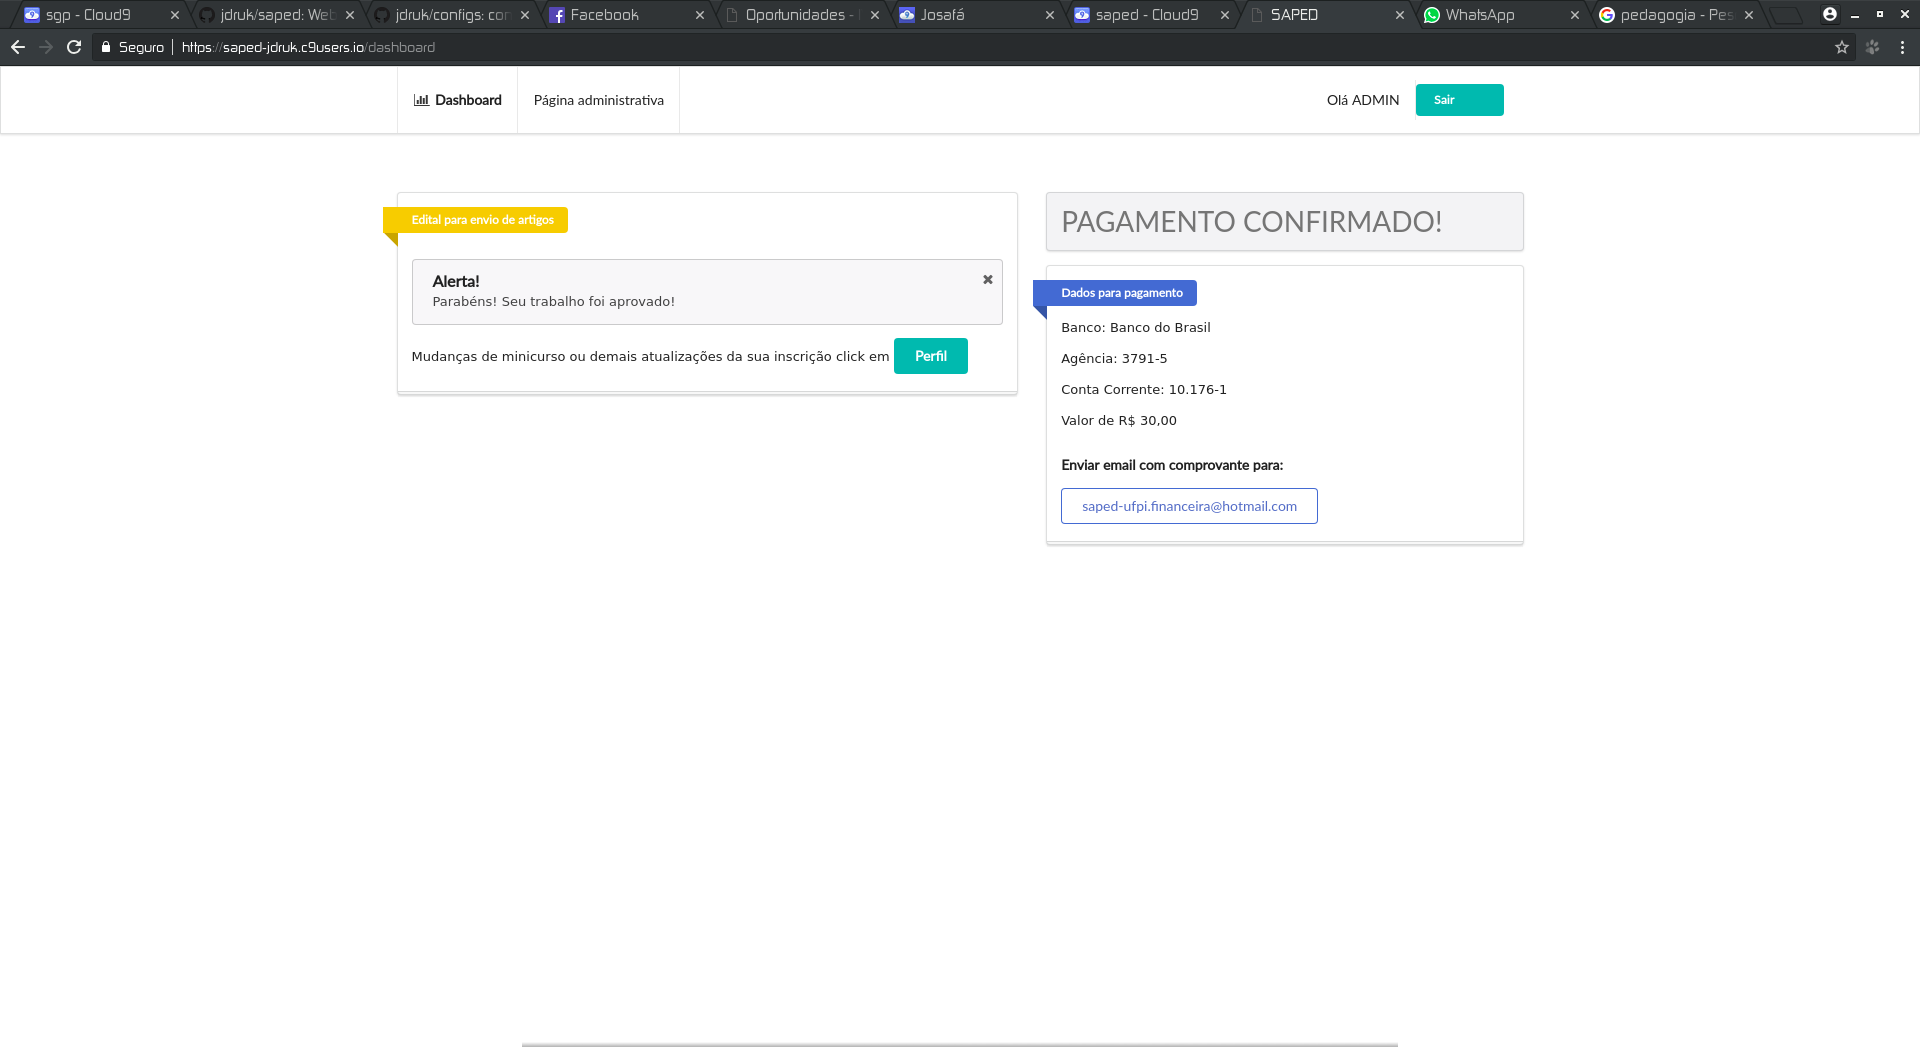 sgp - Cloud9
jdruk/saped: Web
jdruk/configs: con
Facebook
Oportunidades -
Josafá
saped - Cloud9
SAPED
WhatsApp
pedagogia - Pes
Seguro
https://saped-jdruk.c9users.io/dashboard
Dashboard
Página administrativa
Olá ADMIN
Sair
Edital para envio de artigos
Alerta!
Parabéns! Seu trabalho foi aprovado!
Mudanças de minicurso ou demais atualizações da sua inscrição click em
Perfil
PAGAMENTO CONFIRMADO!
Dados para pagamento
Banco: Banco do Brasil
Agência: 3791-5
Conta Corrente: 10.176-1
Valor de R$ 30,00
Enviar email com comprovante para:
saped-ufpi.financeira@hotmail.com